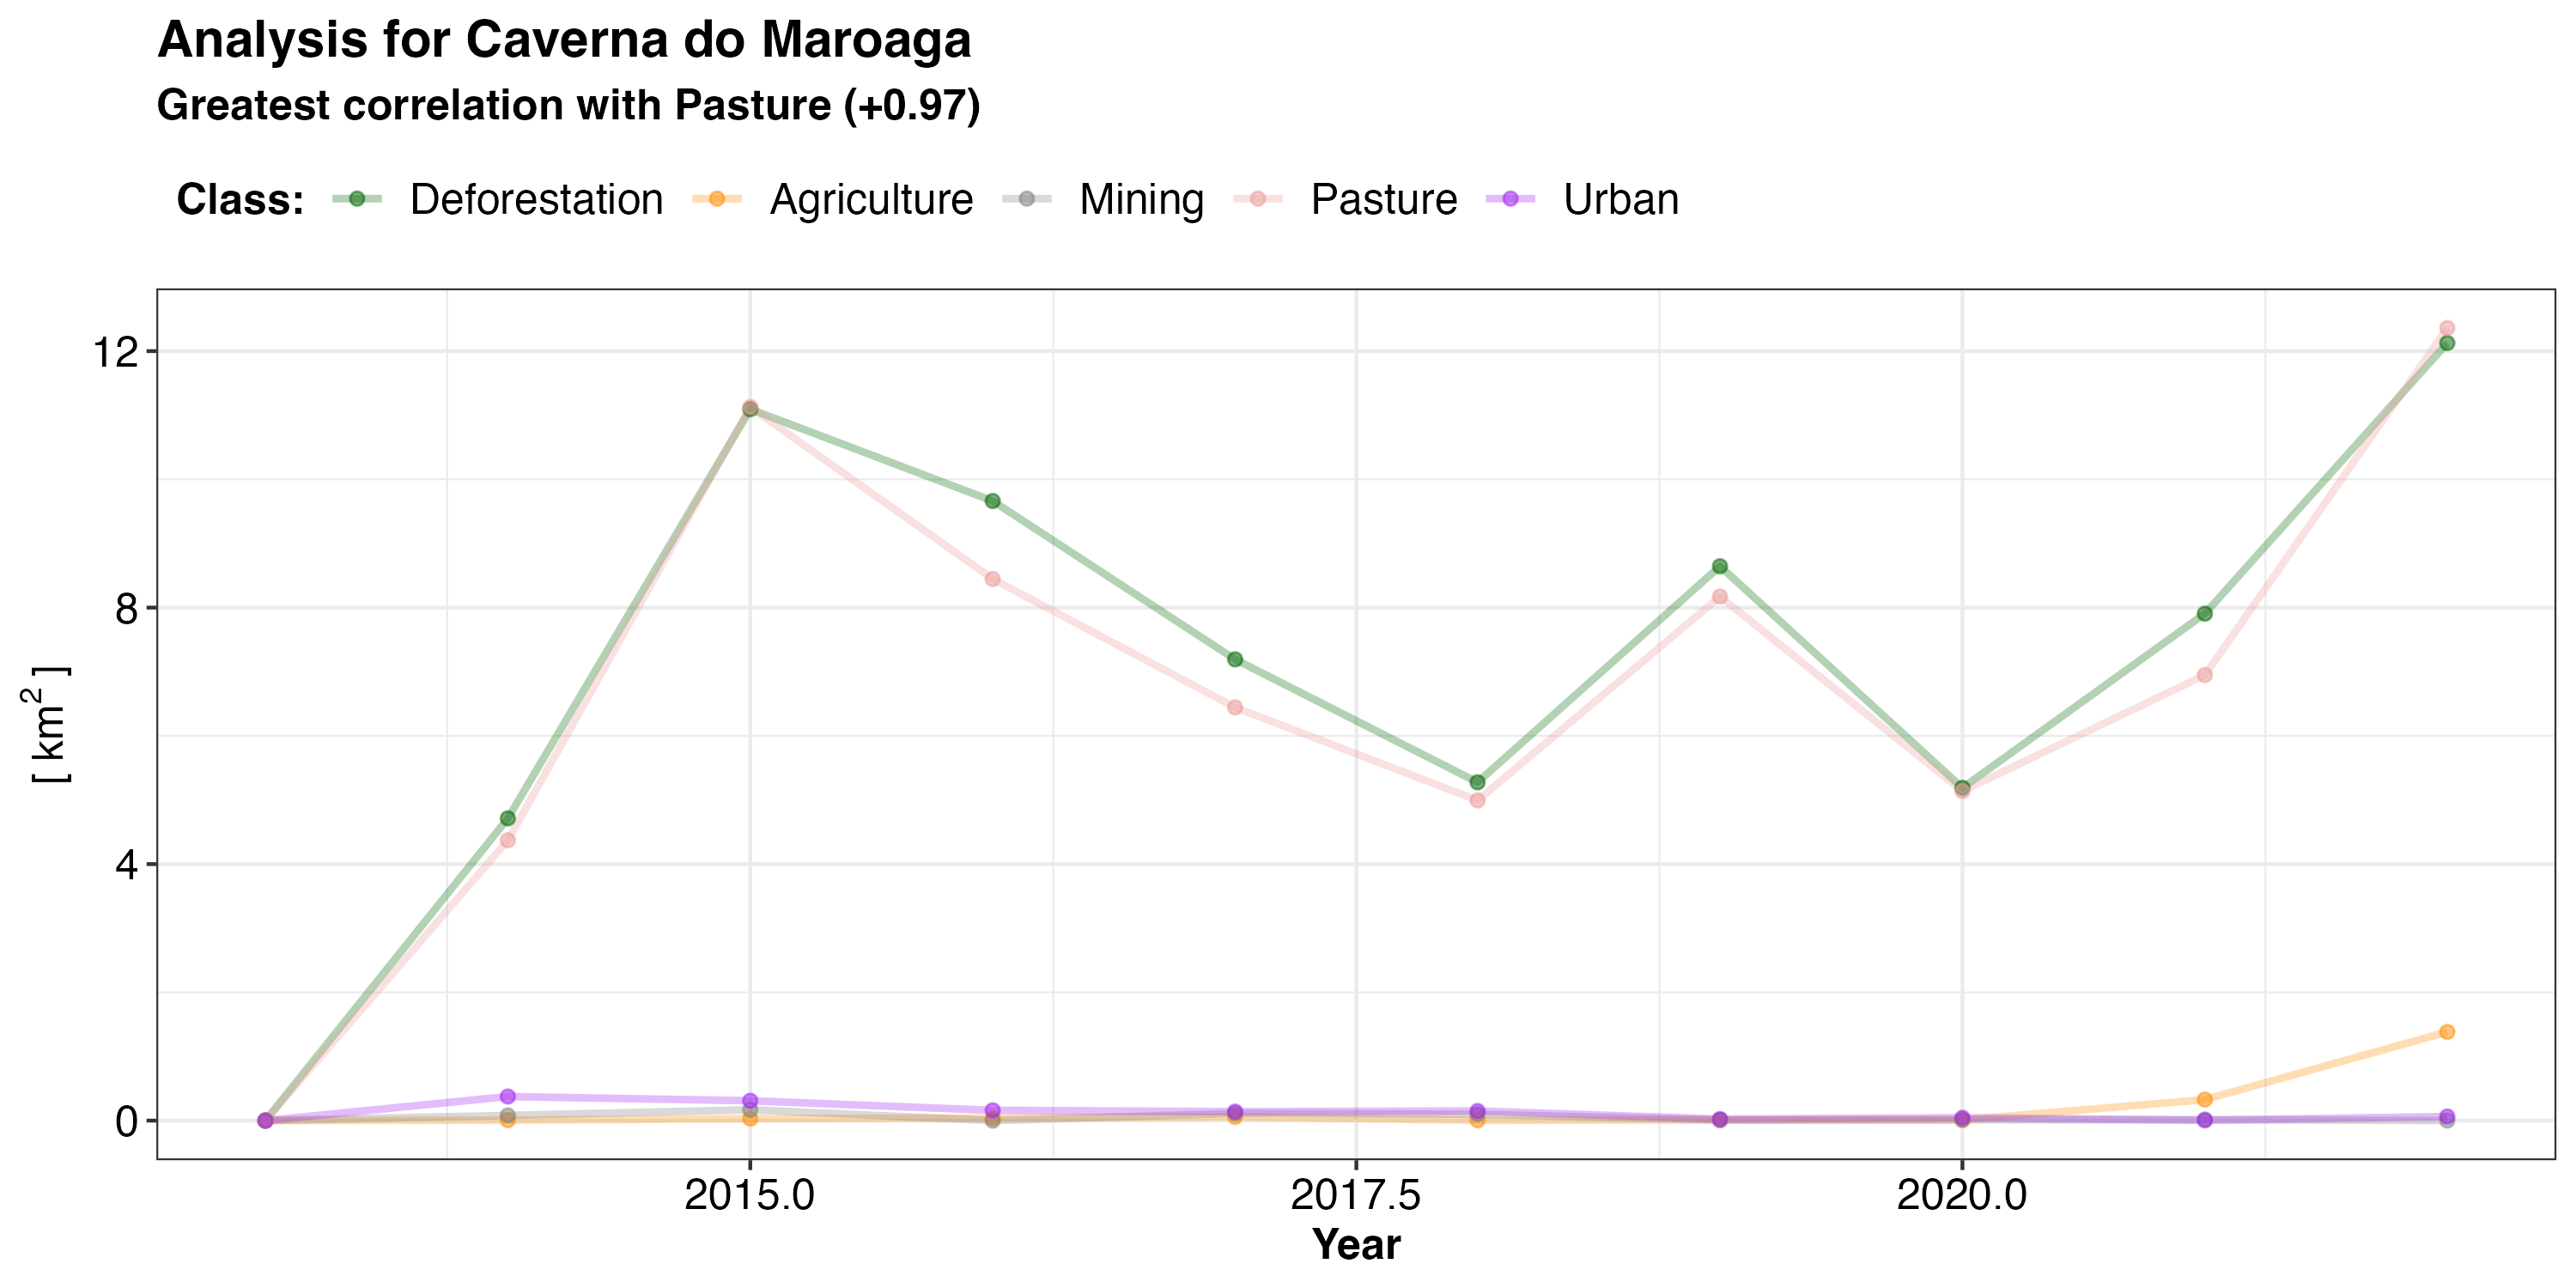 Analysis for Caverna do Maroaga
Greatest correlation with Pasture (+0.97)
Class: Deforestation Agriculture Mining Pasture Urban
12
8
4
0
[ km² ]
2015.0 2017.5 2020.0
Year